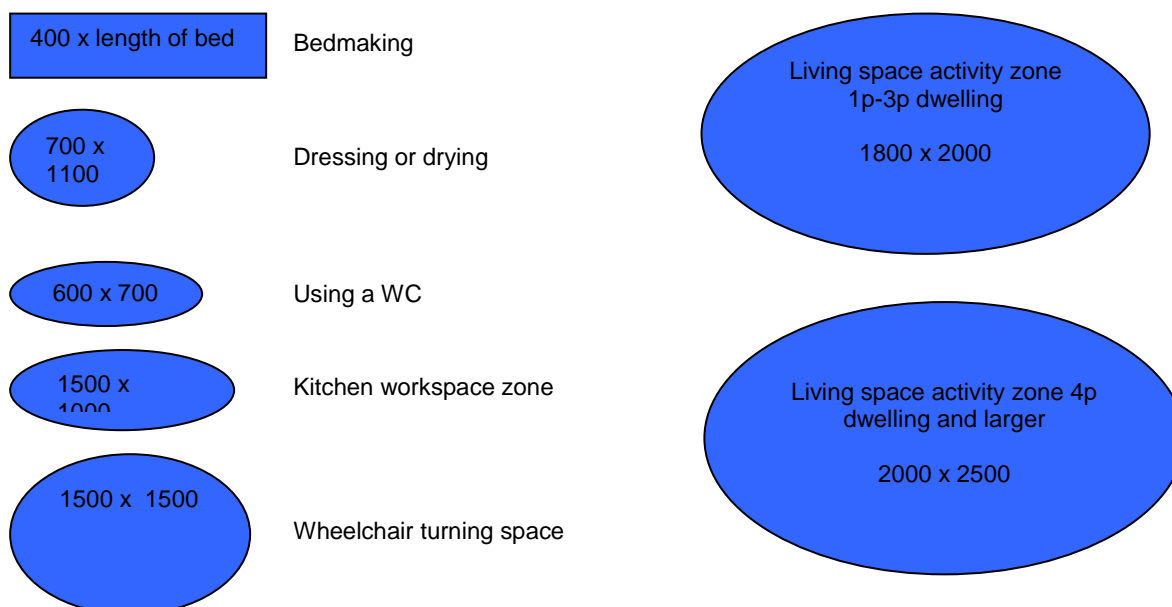 400 x length of bed
Bedmaking
700 x
1100
Dressing or drying
600 x 700
Using a WC
1500 x
1000
Kitchen workspace zone
1500 x  1500
Wheelchair turning space
Living space activity zone
1p-3p dwelling
1800 x 2000
Living space activity zone 4p
dwelling and larger
2000 x 2500